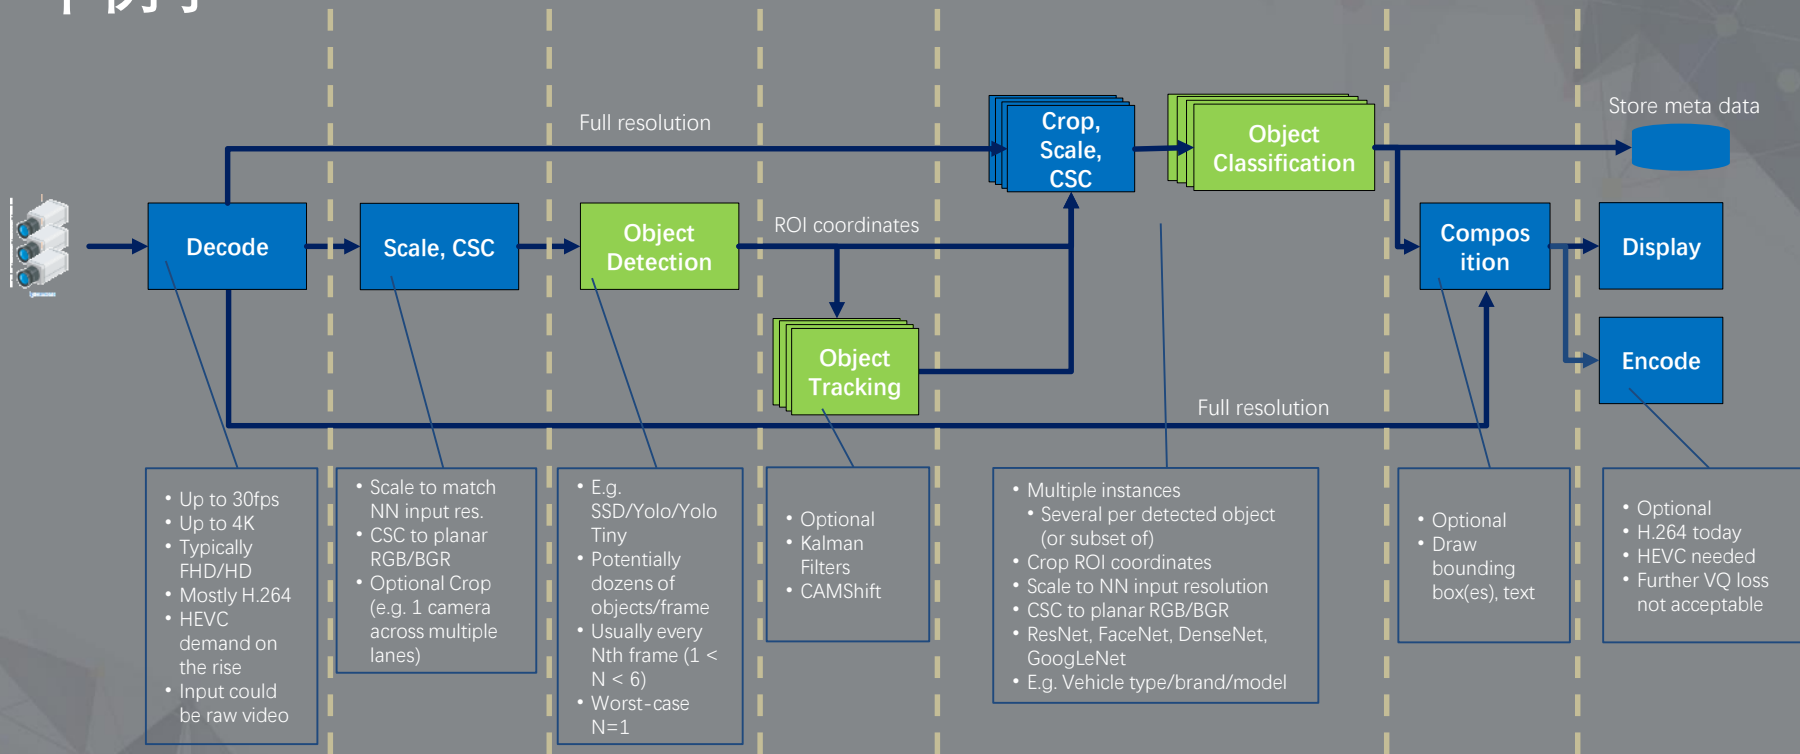 Full resolution
Store meta data
Crop,
Scale,
CSC
Object
Classification
Decode
Scale, CSC
Object
Detection
ROI coordinates
Compos
ition
Display
Object
Tracking
Encode
Full resolution
• Up to 30fps
• Up to 4K
• Typically
FHD/HD
• Mostly H.264
• HEVC
demand on
the rise
• Input could
be raw video
• Scale to match
NN input res.
• CSC to planar
RGB/BGR
• Optional Crop
(e.g. 1 camera
across multiple
lanes)
• E.g.
SSD/Yolo/Yolo
Tiny
• Potentially
dozens of
objects/frame
• Usually every
Nth frame (1 <
N < 6)
• Worst-case
N=1
• Optional
• Kalman
Filters
• CAMShift
• Multiple instances
• Several per detected object
(or subset of)
• Crop ROI coordinates
• Scale to NN input resolution
• CSC to planar RGB/BGR
• ResNet, FaceNet, DenseNet,
GoogLeNet
• E.g. Vehicle type/brand/model
• Optional
• Draw
bounding
box(es), text
• Optional
• H.264 today
• HEVC needed
• Further VQ loss
not acceptable